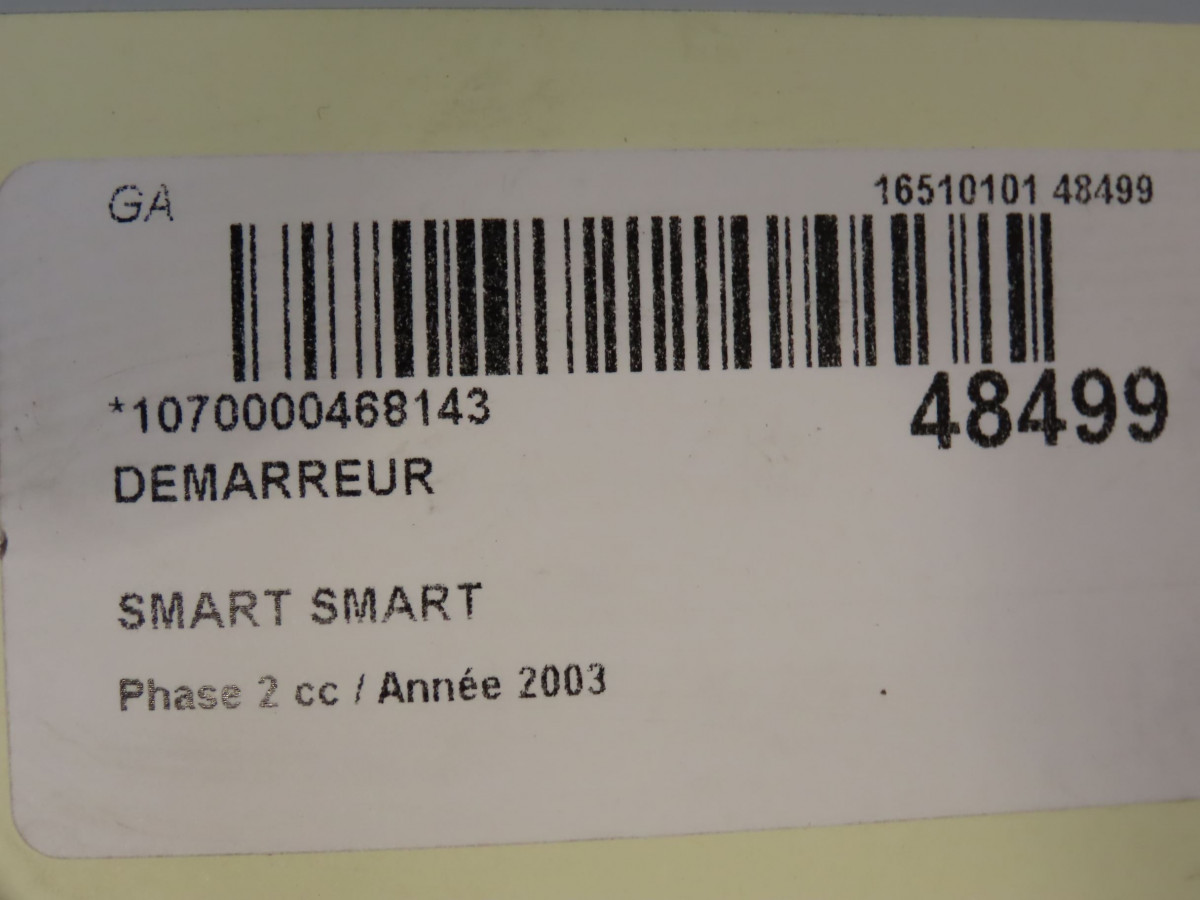 GA
16510101 48499
*1070000468143
48499
DEMARREUR
SMART SMART
Phase 2 cc / Année 2003